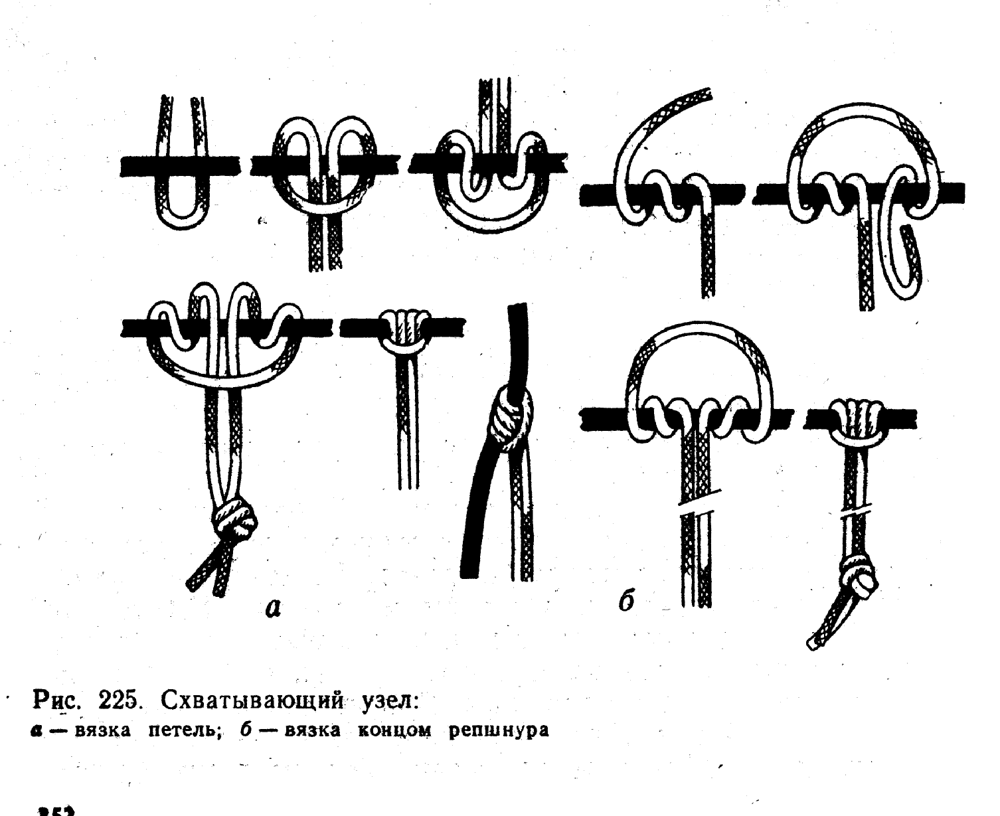 а
б
Рис. 225. Схватывающий узел:
а — вязка петель; б — вязка концом репшнура